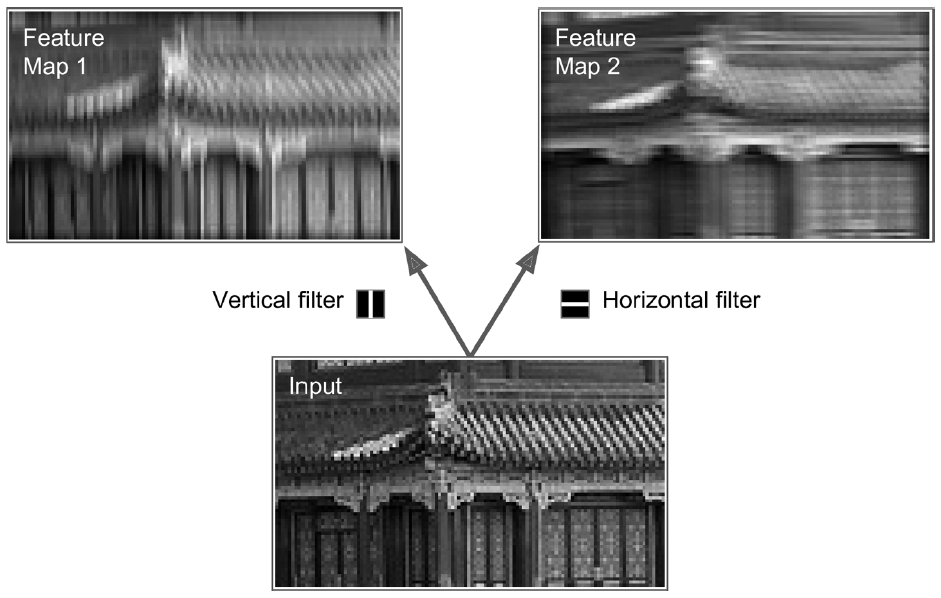 Feature
Map 1
Feature
Map 2
Vertical filter
Horizontal filter
Input